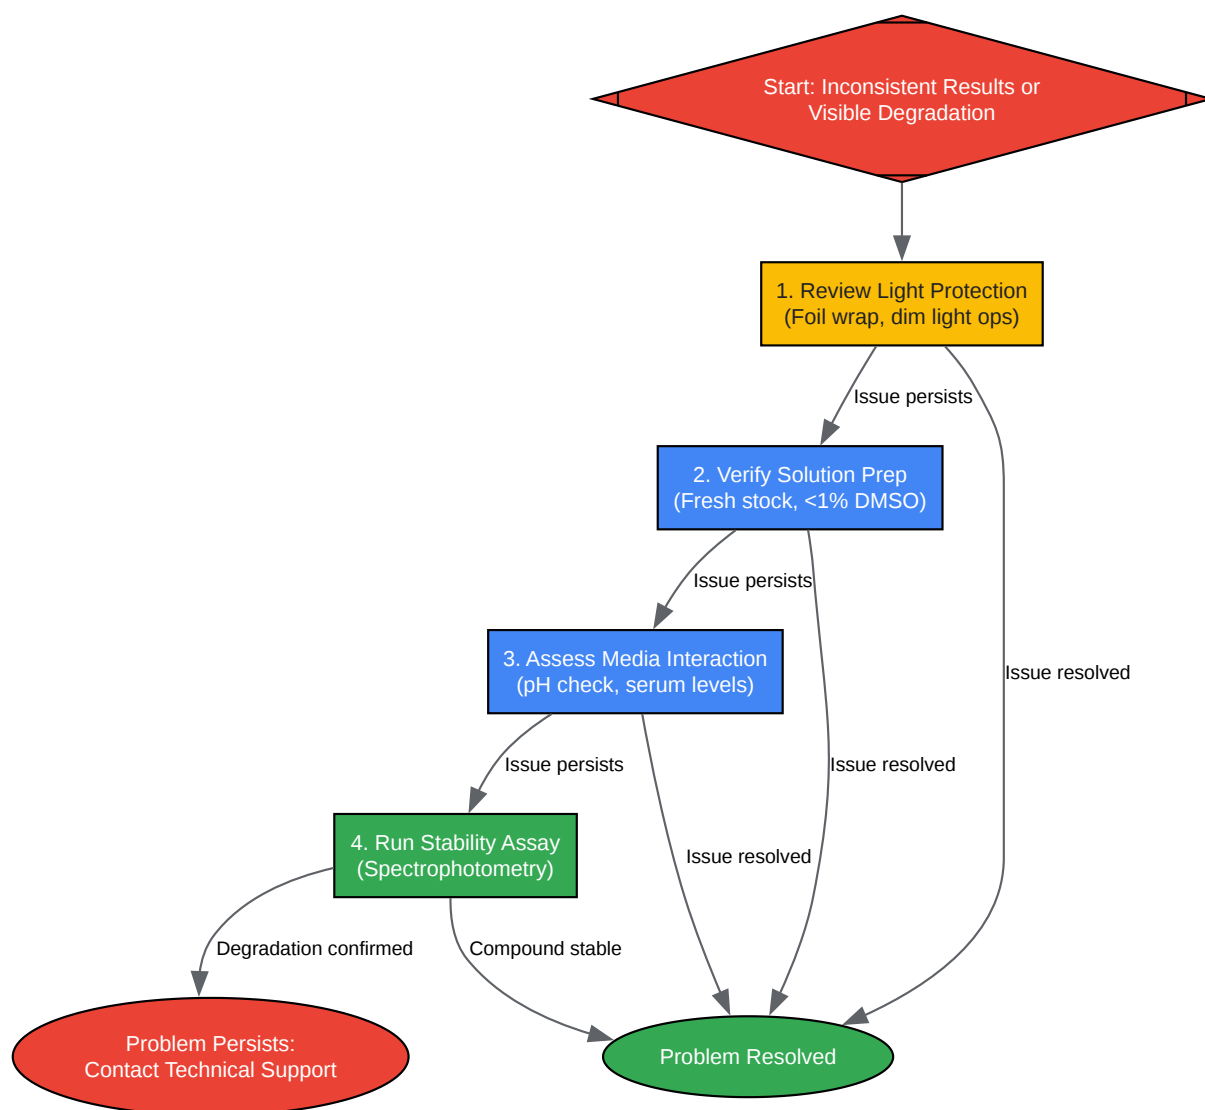 Start: Inconsistent Results or
Visible Degradation
1. Review Light Protection
(Foil wrap, dim light ops)
Issue persists
2. Verify Solution Prep
(Fresh stock, <1% DMSO)
Issue persists
3. Assess Media Interaction
(pH check, serum levels)
Issue resolved
Issue persists
Issue resolved
4. Run Stability Assay
(Spectrophotometry)
Issue resolved
Degradation confirmed
Compound stable
Problem Persists:
Contact Technical Support
Problem Resolved